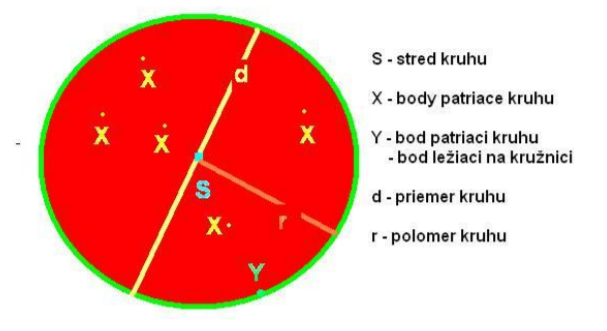 d
X
X
X
X
S
X
r
Y
S - stred kruhu
X - body patriace kruhu
Y - bod patriaci kruhu
- bod ležiaci na kružnici
d - priemer kruhu
r - polomer kruhu